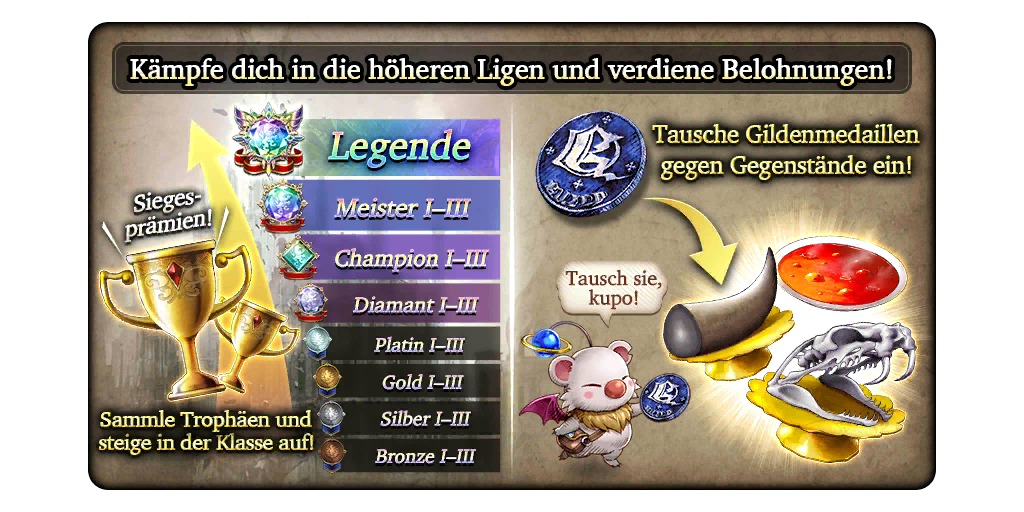 Kämpfe dich in die höheren Ligen und verdiene Belohnungen!
Sieges-
prämien!
Legende
Meister I–III
Champion I–III
Diamant I–III
Platin I–III
Gold I–III
Silber I–III
Bronze I–III
Sammle Trophäen und
steige in der Klasse auf!
Tausche Gildenmedaillen
gegen Gegenstände ein!
Tausch sie,
kupo!